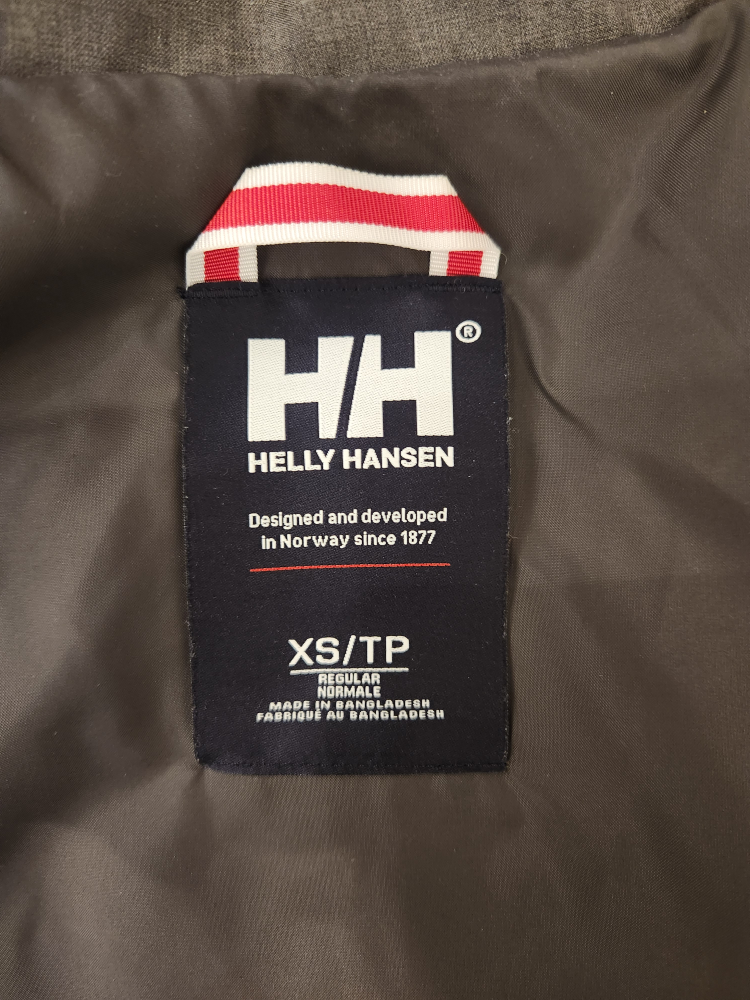 HH®
HELLY HANSEN
Designed and developed
in Norway since 1877
XS/TP
REGULAR
NORMALE
MADE IN BANGLADESH
FABRIQUÉ AU BANGLADESH